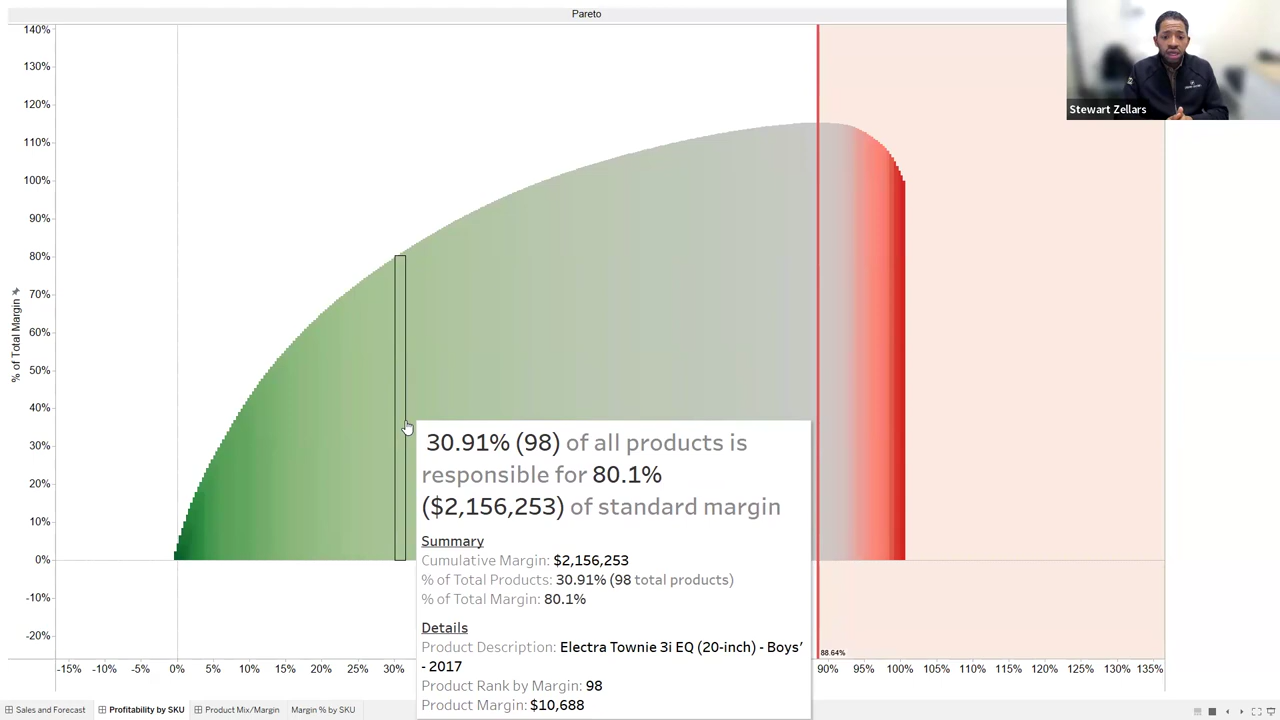 Pareto
140%
130%
120%
110%
100%
90%
80%
70%
60%
50%
40%
30%
20%
10%
0%
-10%
-20%
% of Total Margin
Stewart Zellars
30.91% (98) of all products is
responsible for 80.1%
($2,156,253) of standard margin
Summary
Cumulative Margin: $2,156,253
% of Total Products: 30.91% (98 total products)
% of Total Margin: 80.1%
Details
Product Description: Electra Townie 3i EQ (20-inch) - Boys'
- 2017
Product Rank by Margin: 98
Product Margin: $10,688
88.64%
-15% -10% -5% 0% 5% 10% 15% 20% 25% 30% 90% 95% 100% 105% 110% 115% 120% 125% 130% 135%
Sales and Forecast Profitability by SKU Product Mix/Margin Margin % by SKU